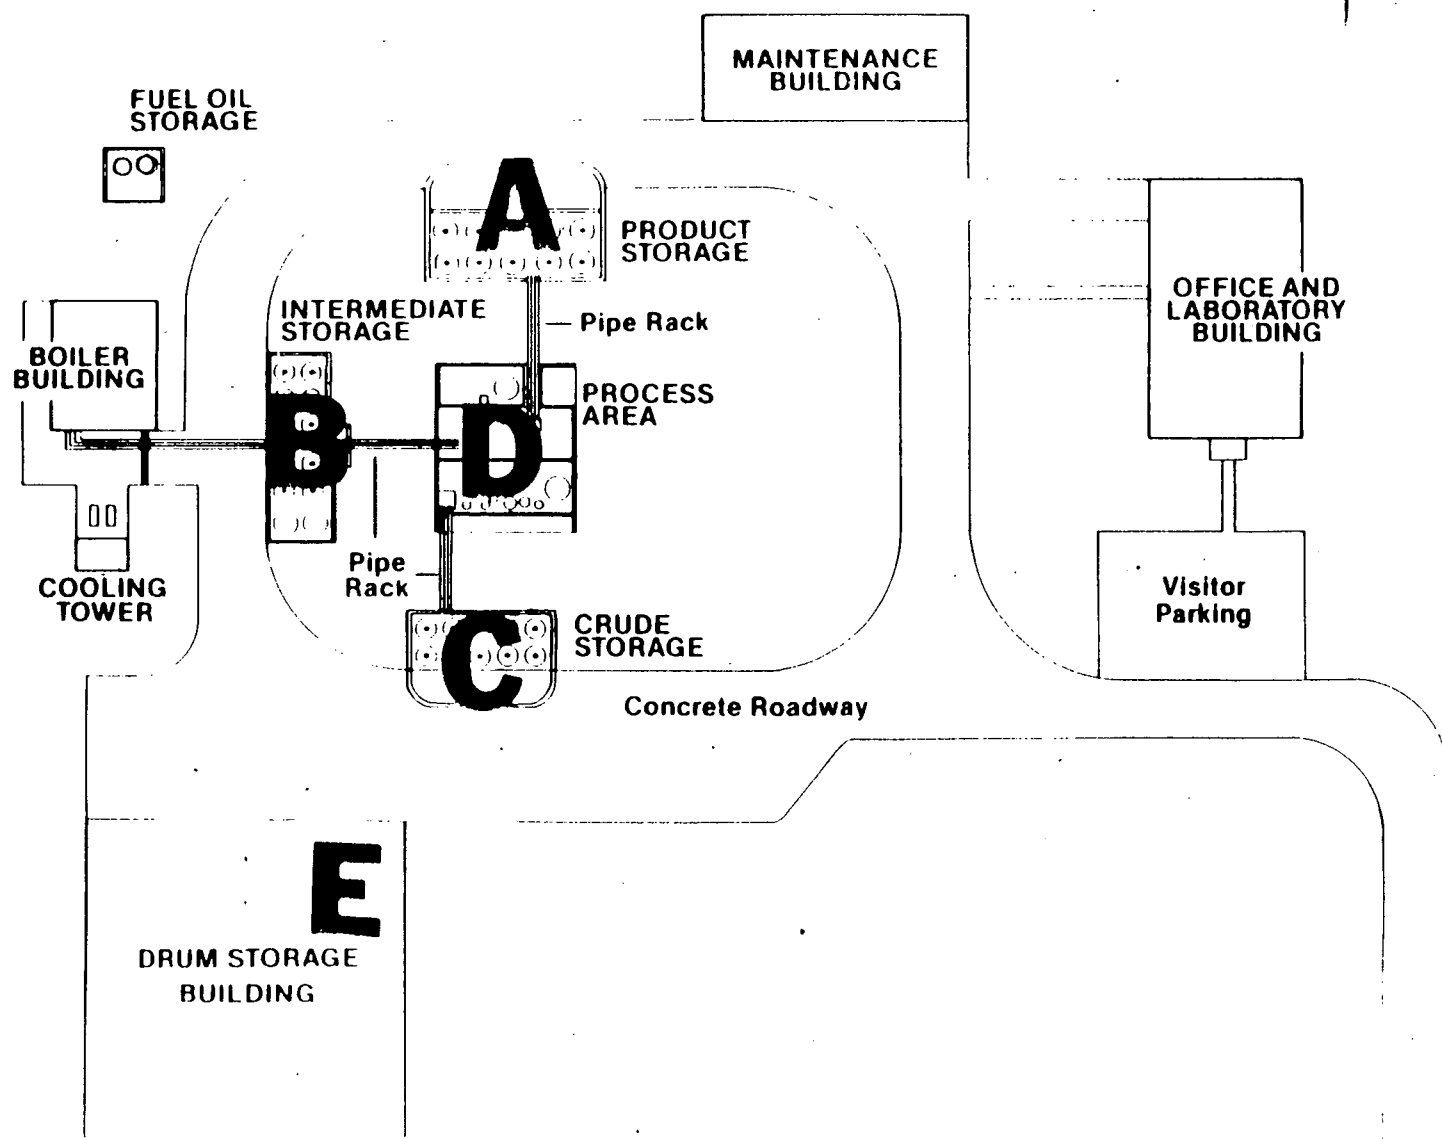 MAINTENANCE
BUILDING
FUEL OIL
STORAGE
A
PRODUCT
STORAGE
INTERMEDIATE
STORAGE
Pipe Rack
OFFICE AND
LABORATORY
BUILDING
BOILER
BUILDING
B
D
PROCESS
AREA
Pipe
Rack
COOLING
TOWER
C
CRUDE
STORAGE
Visitor
Parking
Concrete Roadway
E
DRUM STORAGE
BUILDING